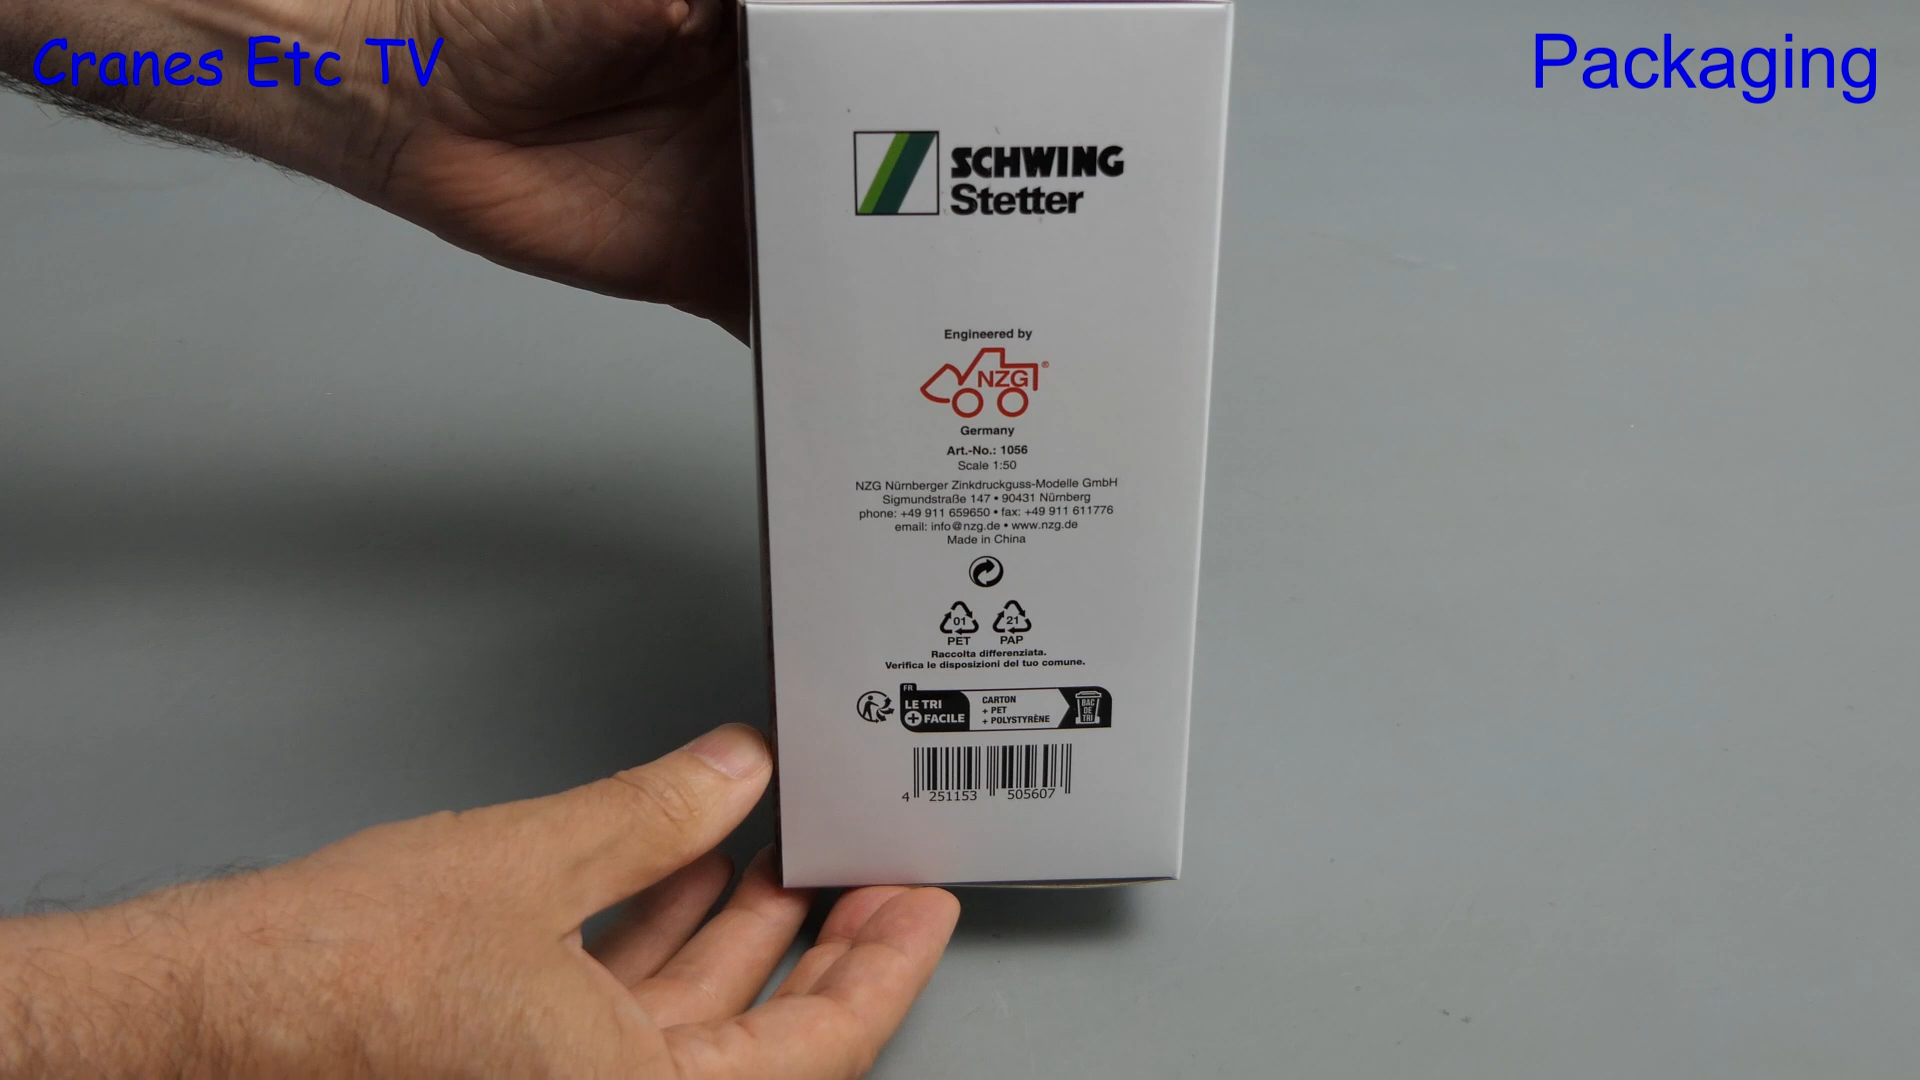 Cranes Etc TV
Packaging
SCHWING
Stetter
Engineered by
NZG®
Germany
Art.-No.: 1056
Scale 1:50
NZG Nürnberger Zinkdruckguss-Modelle GmbH
Sigmundstraße 147 • 90431 Nürnberg
phone: +49 911 659650 • fax: +49 911 611776
email: info@nzg.de • www.nzg.de
Made in China
01 21
PET PAP
Raccolta differenziata.
Verifica le disposizioni del tuo comune.
FR
LE TRI
+ FACILE
CARTON
+ PET
+ POLYSTYRÈNE
BAC
DE
TRI
4 251153 505607